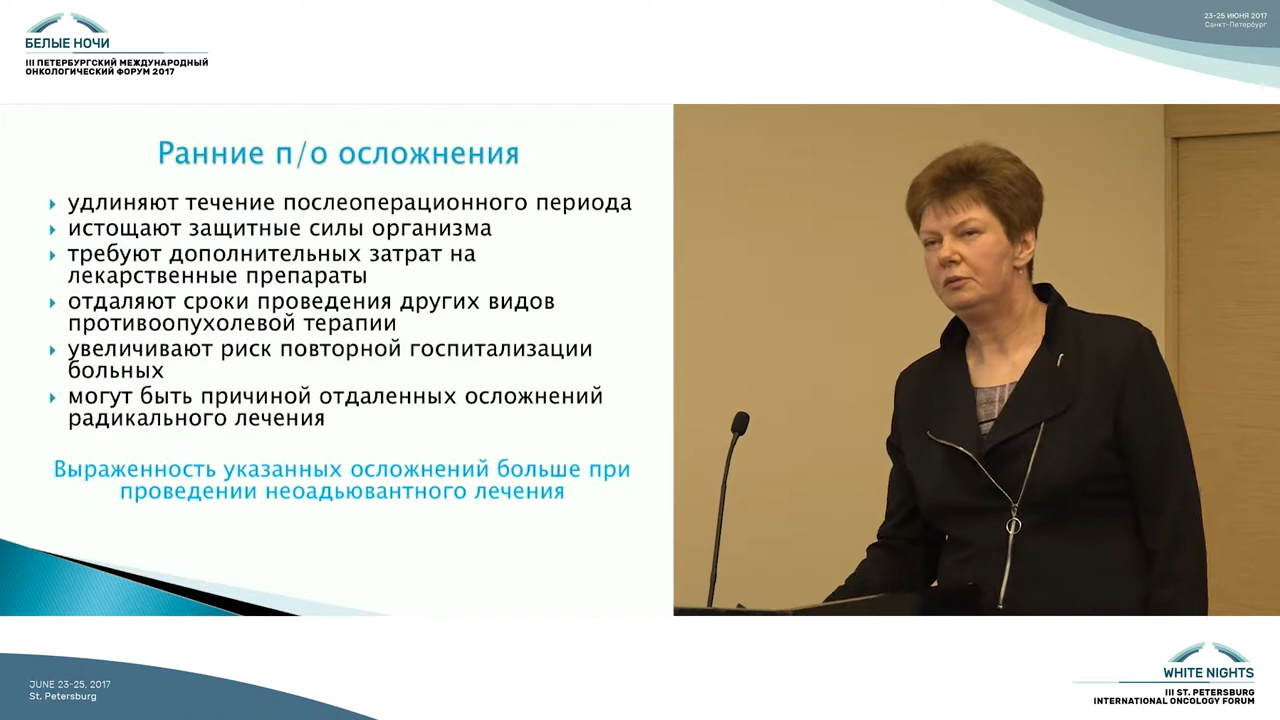 БЕЛЫЕ НОЧИ
III ПЕТЕРБУРГСКИЙ МЕЖДУНАРОДНЫЙ
ОНКОЛОГИЧЕСКИЙ ФОРУМ 2017
23-25 ИЮНЯ 2017
Санкт-Петербург
Ранние п/о осложнения
удлиняют течение послеоперационного периода
истощают защитные силы организма
требуют дополнительных затрат на
лекарственные препараты
отдаляют сроки проведения других видов
противоопухолевой терапии
увеличивают риск повторной госпитализации
больных
могут быть причиной отдаленных осложнений
радикального лечения
Выраженность указанных осложнений больше при
проведении неоадьювантного лечения
JUNE 23-25, 2017
St. Petersburg
WHITE NIGHTS
III ST. PETERSBURG
INTERNATIONAL ONCOLOGY FORUM